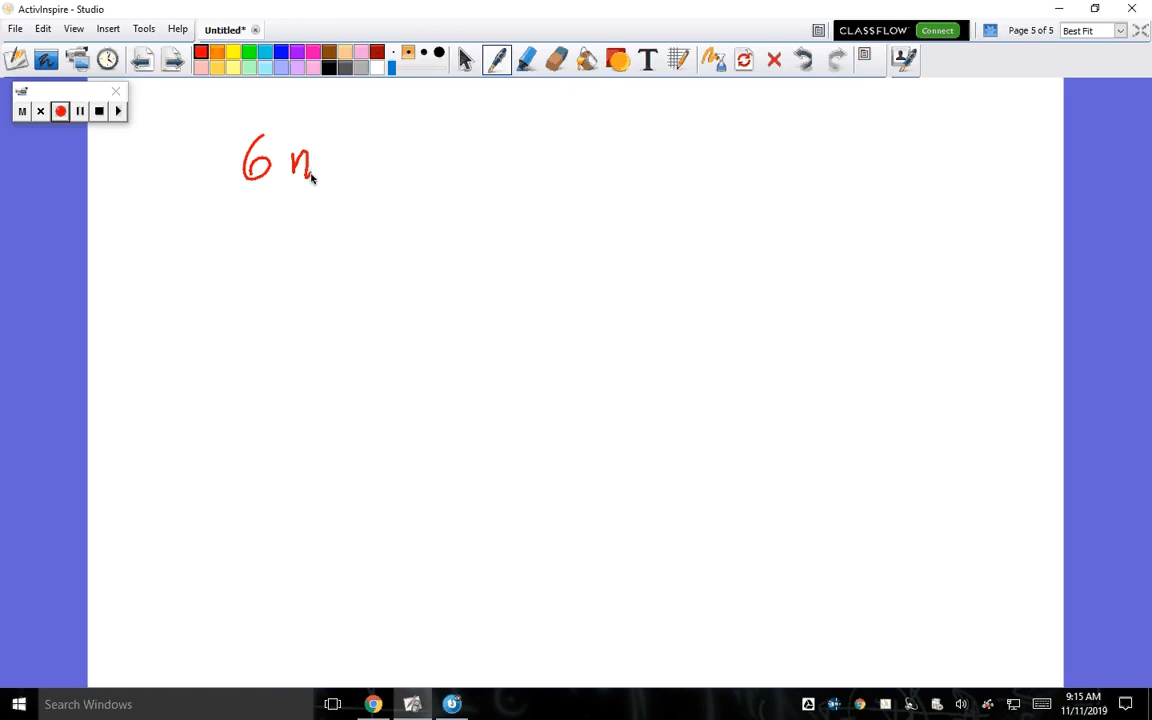 ActivInspire - Studio
File Edit View Insert Tools Help Untitled* CLASSFLOW Connect Page 5 of 5 Best Fit
M
6 n
T
Search Windows
9:15 AM
11/11/2019